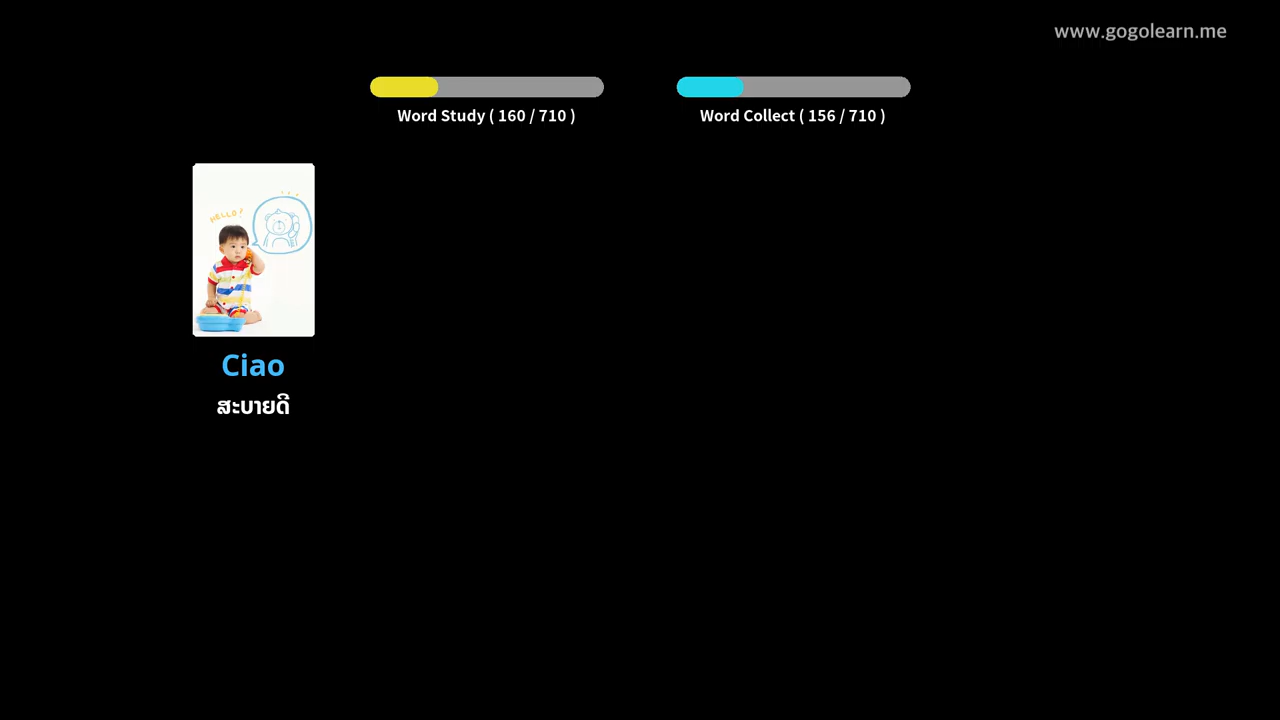 www.gogolearn.me
Word Study ( 160 / 710 )
Word Collect ( 156 / 710 )
HELLO?
Ciao
ສະບາຍດີ